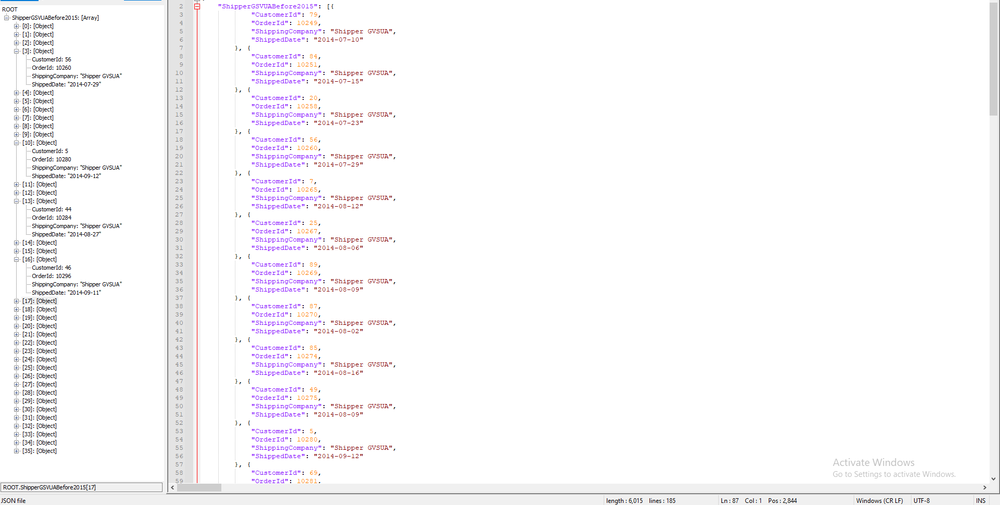 ROOT
ShipperGSVUABefore2015: [Array]
[0]: [Object]
[1]: [Object]
[2]: [Object]
[3]: [Object]
CustomerId: 56
OrderId: 10260
ShippingCompany: "Shipper GVSUA"
ShippedDate: "2014-07-29"
[4]: [Object]
[5]: [Object]
[6]: [Object]
[7]: [Object]
[8]: [Object]
[9]: [Object]
[10]: [Object]
CustomerId: 5
OrderId: 10280
ShippingCompany: "Shipper GVSUA"
ShippedDate: "2014-09-12"
[11]: [Object]
[12]: [Object]
[13]: [Object]
CustomerId: 44
OrderId: 10284
ShippingCompany: "Shipper GVSUA"
ShippedDate: "2014-08-27"
[14]: [Object]
[15]: [Object]
[16]: [Object]
CustomerId: 46
OrderId: 10296
ShippingCompany: "Shipper GVSUA"
ShippedDate: "2014-09-11"
[17]: [Object]
[18]: [Object]
[19]: [Object]
[20]: [Object]
[21]: [Object]
[22]: [Object]
[23]: [Object]
[24]: [Object]
[25]: [Object]
[26]: [Object]
[27]: [Object]
[28]: [Object]
[29]: [Object]
[30]: [Object]
[31]: [Object]
[32]: [Object]
[33]: [Object]
[34]: [Object]
[35]: [Object]
ROOT.ShipperGSVUABefore2015[17]
2 "ShipperGSVUABefore2015": [{
3 "CustomerId": 79,
4 "OrderId": 10249,
5 "ShippingCompany": "Shipper GVSUA",
6 "ShippedDate": "2014-07-10"
7 }, {
8 "CustomerId": 84,
9 "OrderId": 10251,
10 "ShippingCompany": "Shipper GVSUA",
11 "ShippedDate": "2014-07-15"
12 }, {
13 "CustomerId": 20,
14 "OrderId": 10258,
15 "ShippingCompany": "Shipper GVSUA",
16 "ShippedDate": "2014-07-23"
17 }, {
18 "CustomerId": 56,
19 "OrderId": 10260,
20 "ShippingCompany": "Shipper GVSUA",
21 "ShippedDate": "2014-07-29"
22 }, {
23 "CustomerId": 7,
24 "OrderId": 10265,
25 "ShippingCompany": "Shipper GVSUA",
26 "ShippedDate": "2014-08-12"
27 }, {
28 "CustomerId": 25,
29 "OrderId": 10267,
30 "ShippingCompany": "Shipper GVSUA",
31 "ShippedDate": "2014-08-06"
32 }, {
33 "CustomerId": 89,
34 "OrderId": 10269,
35 "ShippingCompany": "Shipper GVSUA",
36 "ShippedDate": "2014-08-09"
37 }, {
38 "CustomerId": 87,
39 "OrderId": 10270,
40 "ShippingCompany": "Shipper GVSUA",
41 "ShippedDate": "2014-08-02"
42 }, {
43 "CustomerId": 85,
44 "OrderId": 10274,
45 "ShippingCompany": "Shipper GVSUA",
46 "ShippedDate": "2014-08-16"
47 }, {
48 "CustomerId": 49,
49 "OrderId": 10275,
50 "ShippingCompany": "Shipper GVSUA",
51 "ShippedDate": "2014-08-09"
52 }, {
53 "CustomerId": 5,
54 "OrderId": 10280,
55 "ShippingCompany": "Shipper GVSUA",
56 "ShippedDate": "2014-09-12"
57 }, {
58 "CustomerId": 69,
59 "OrderId": 10281,
Activate Windows
Go to Settings to activate Windows.
JSON file
length : 6,015 lines : 185
Ln : 87 Col : 1 Pos : 2,844
Windows (CR LF)
UTF-8
INS